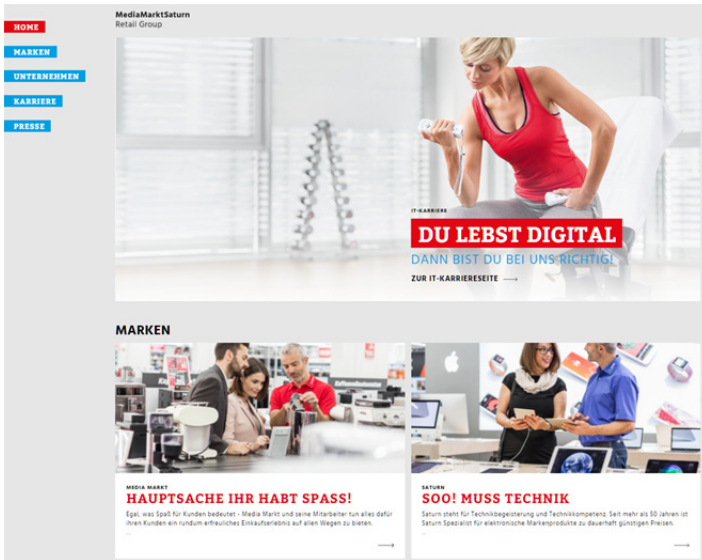 MediaMarktSaturn
Retail Group
HOME
MARKEN
UNTERNEHMEN
KARRIERE
PRESSE
IT-KARRIERE
DU LEBST DIGITAL
DANN BIST DU BEI UNS RICHTIG!
ZUR IT-KARRIERESEITE
MARKEN
MEDIA MARKT
HAUPTSACHE IHR HABT SPASS!
Egal, was Spaß für Kunden bedeutet - Media Markt und seine Mitarbeiter tun alles dafür
ihren Kunden ein rundum erfreuliches Einkaufserlebnis auf allen Wegen zu bieten.
...
SATURN
SOO! MUSS TECHNIK
Saturn steht für Technikbegeisterung und Technikkompetenz. Seit mehr als 50 Jahren ist
Saturn Spezialist für elektronische Markenprodukte zu dauerhaft günstigen Preisen.
...